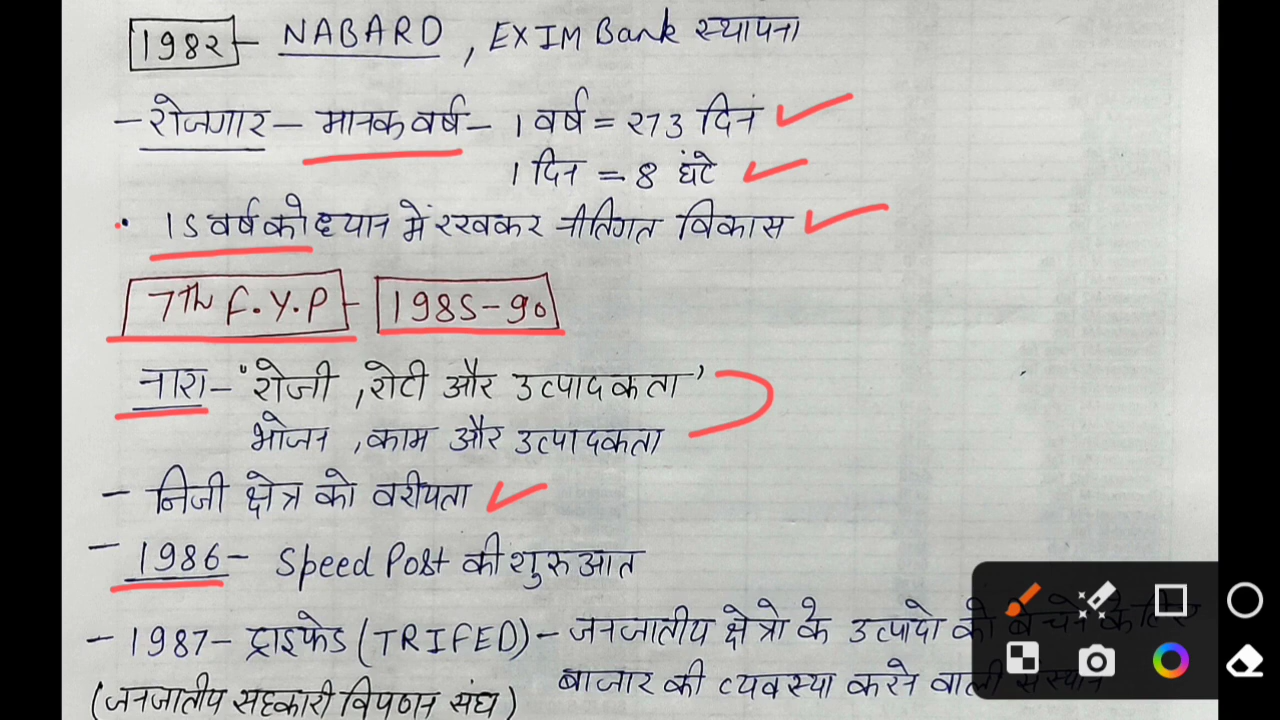 1982 - NABARD, EXIM Bank स्थापना
- रोजगार - मानक वर्ष - 1 वर्ष = 273 दिन
1 दिन = 8 घंटे
• 15 वर्ष को ध्यान में रखकर नीतिगत विकास
7th F.Y.P - 1985-90
नारा - 'रोजी, रोटी और उत्पादकता'
भोजन, काम और उत्पादकता
- निजी क्षेत्र को वरीयता
- 1986 - Speed Post की शुरुआत
- 1987 - ट्राइफेड (TRIFED) - जनजातीय क्षेत्रो के उत्पादो को बेचने के लिए
(जनजातीय सहकारी विपणन संघ) बाजार की व्यवस्था करने वाली संस्थान